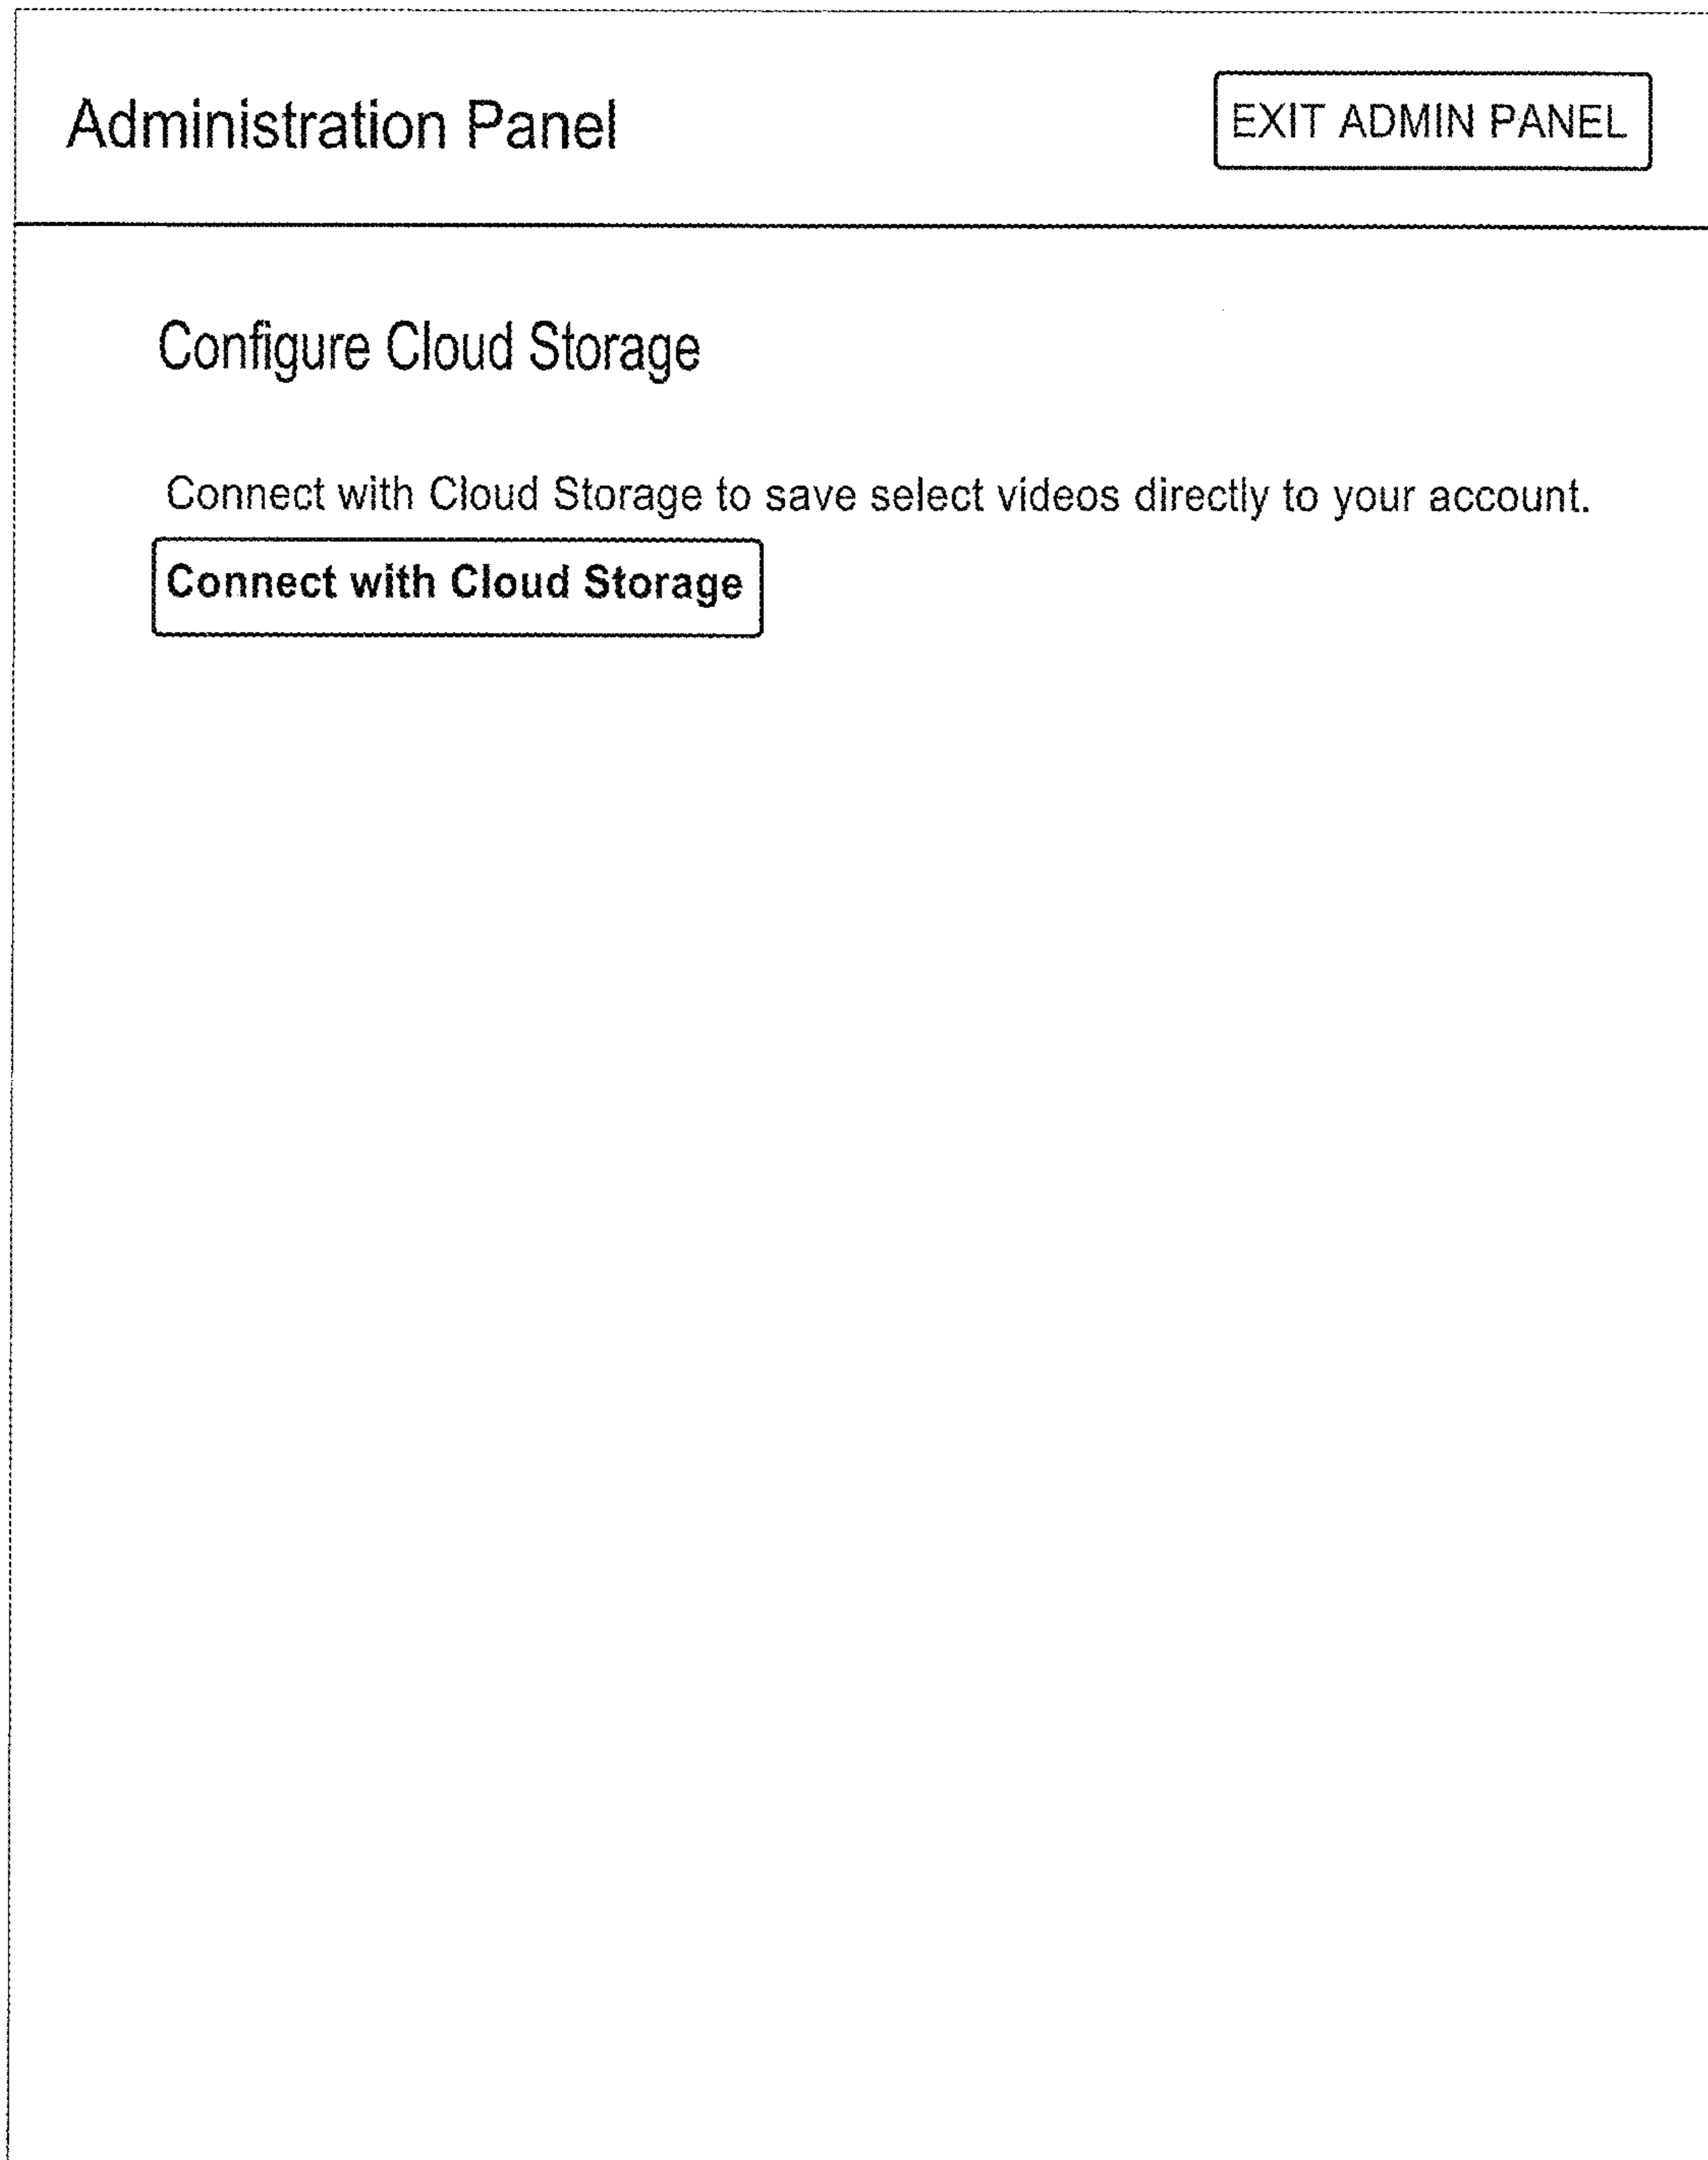 Administration Panel
EXIT ADMIN PANEL
Configure Cloud Storage
Connect with Cloud Storage to save select videos directly to your account.
Connect with Cloud Storage